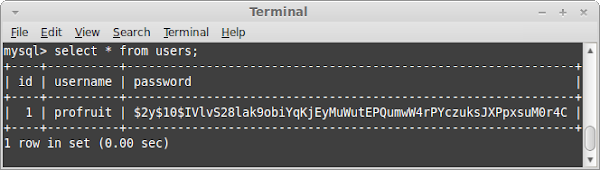 Terminal
File Edit View Search Terminal Help
mysql> select * from users;
+----+----------+--------------------------------------------------------------+
| id | username | password                                                     |
+----+----------+--------------------------------------------------------------+
|  1 | profruit | $2y$10$IVlvS28lak9obiYqKjEyMuWutEPQumwW4rPYczuksJXPpxsuM0r4C |
+----+----------+--------------------------------------------------------------+
1 row in set (0.00 sec)